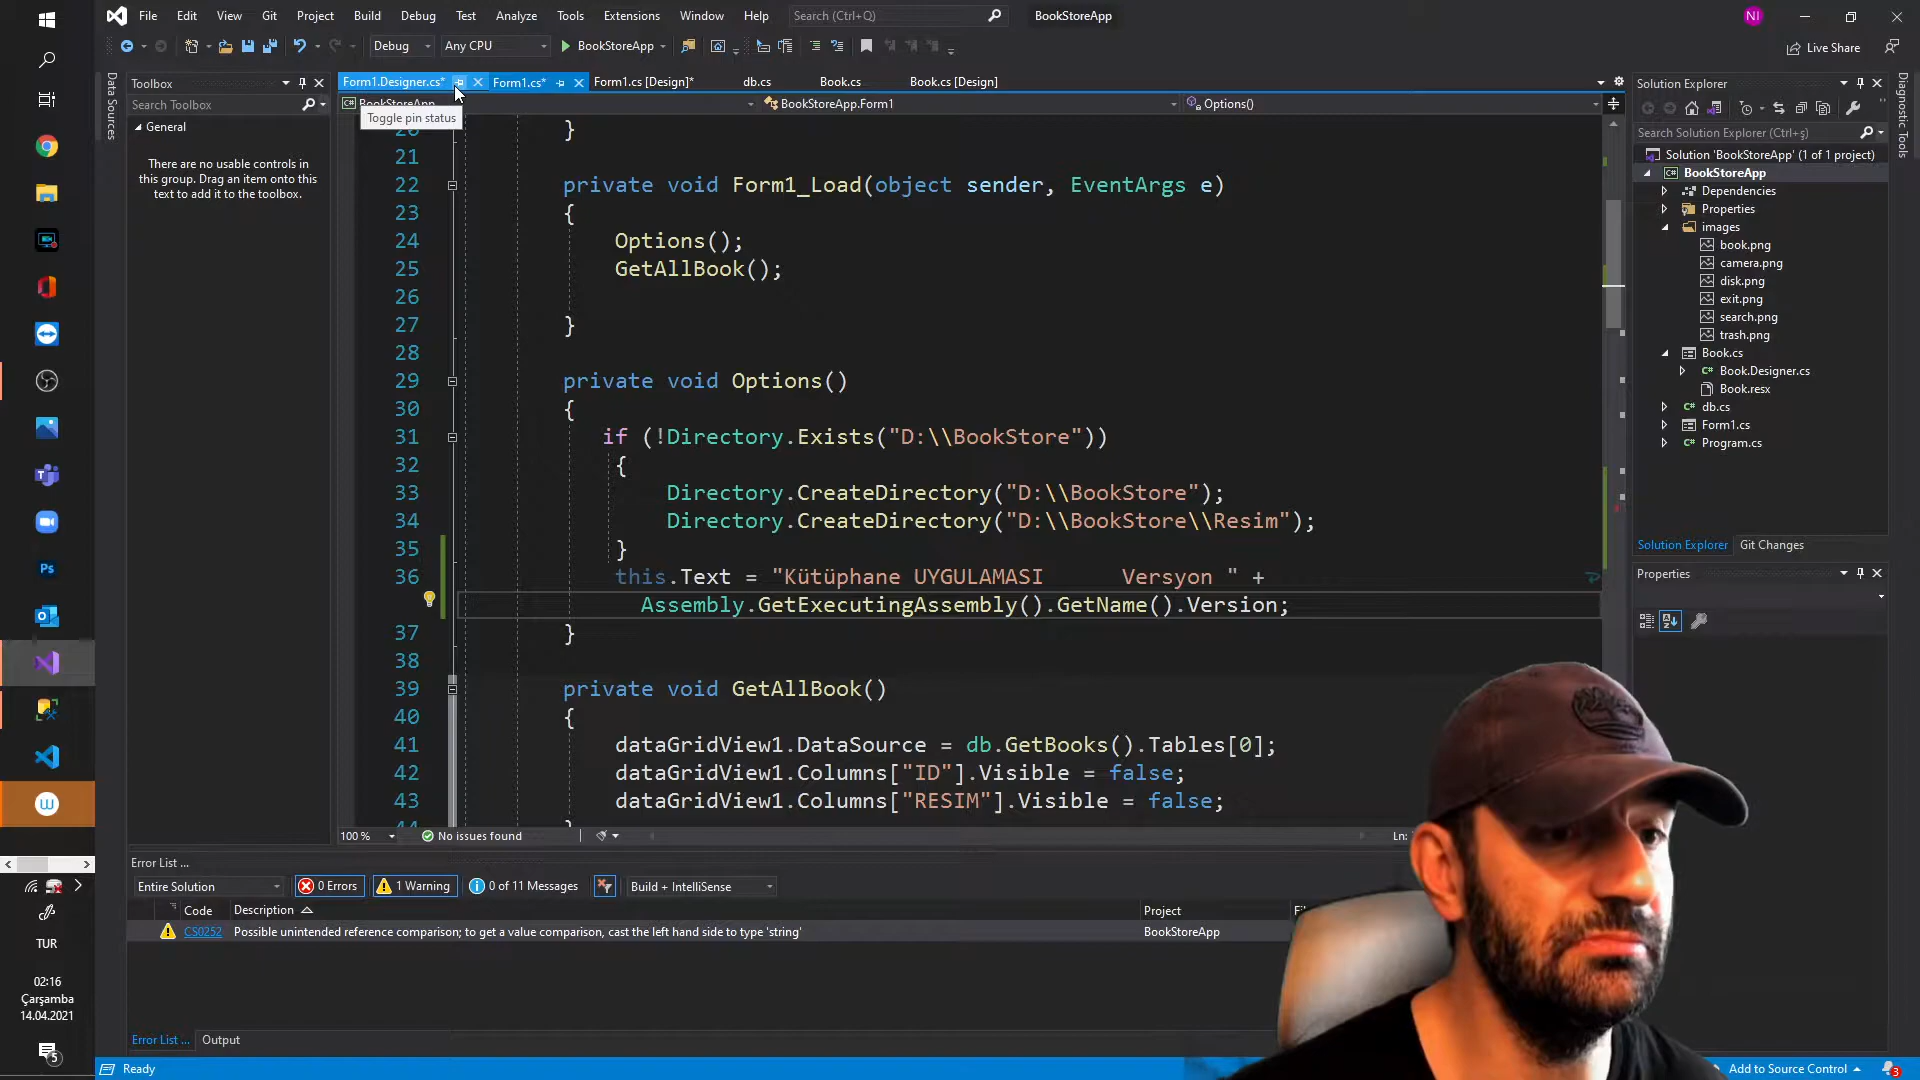 File Edit View Git Project Build Debug Test Analyze Tools Extensions Window Help Search (Ctrl+Q) BookStoreApp NI
Debug Any CPU BookStoreApp Live Share
Toolbox
Search Toolbox
General
There are no usable controls in
this group. Drag an item onto this
text to add it to the toolbox.
Data Sources
Form1.Designer.cs* Form1.cs* Form1.cs [Design]* db.cs Book.cs Book.cs [Design]
BookStoreApp BookStoreApp.Form1 Options()
Toggle pin status
20 }
21
22 private void Form1_Load(object sender, EventArgs e)
23 {
24 Options();
25 GetAllBook();
26
27 }
28
29 private void Options()
30 {
31 if (!Directory.Exists("D:\\BookStore"))
32 {
33 Directory.CreateDirectory("D:\\BookStore");
34 Directory.CreateDirectory("D:\\BookStore\\Resim");
35 }
36 this.Text = "Kütüphane UYGULAMASI Versyon " +
Assembly.GetExecutingAssembly().GetName().Version;
37 }
38
39 private void GetAllBook()
40 {
41 dataGridView1.DataSource = db.GetBooks().Tables[0];
42 dataGridView1.Columns["ID"].Visible = false;
43 dataGridView1.Columns["RESIM"].Visible = false;
44 }
100 % No issues found Ln:
Error List ...
Entire Solution 0 Errors 1 Warning 0 of 11 Messages Build + IntelliSense
Code Description Project
CS0252 Possible unintended reference comparison; to get a value comparison, cast the left hand side to type 'string' BookStoreApp
Error List ... Output
Ready Add to Source Control 3
Solution Explorer
Search Solution Explorer (Ctrl+ş)
Solution 'BookStoreApp' (1 of 1 project)
BookStoreApp
Dependencies
Properties
images
book.png
camera.png
disk.png
exit.png
search.png
trash.png
Book.cs
Book.Designer.cs
Book.resx
db.cs
Form1.cs
Program.cs
Solution Explorer Git Changes
Properties
Diagnostic Tools
Ps
W
TUR
02:16
Çarşamba
14.04.2021
5